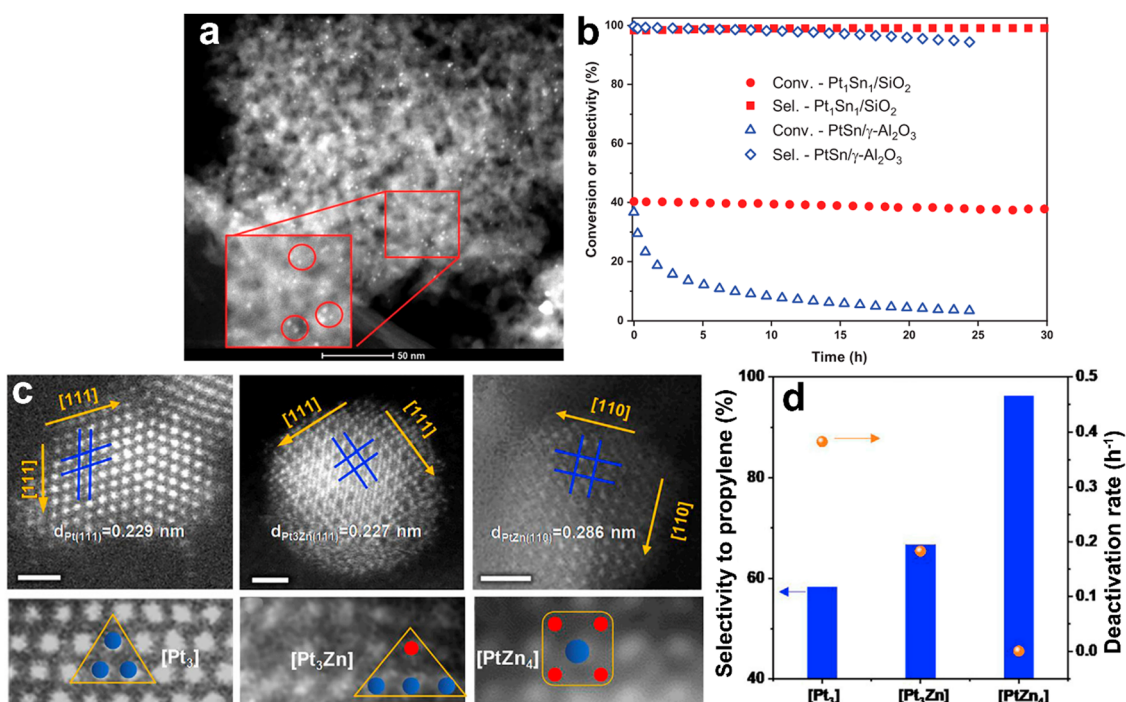 a
50 nm
b
Conversion or selectivity (%)
100
80
60
40
20
0
Conv. - Pt₁Sn₁/SiO₂
Sel. - Pt₁Sn₁/SiO₂
Conv. - PtSn/γ-Al₂O₃
Sel. - PtSn/γ-Al₂O₃
0 5 10 15 20 25 30
Time (h)
c
[111]
[111]
dPt(111)=0.229 nm
[111]
[111]
dPt3Zn(111)=0.227 nm
[110]
[110]
dPtZn(110)=0.286 nm
[Pt₃]
[Pt₃Zn]
[PtZn₄]
d
Selectivity to propylene (%)
100
80
60
40
Deactivation rate (h⁻¹)
0.5
0.4
0.3
0.2
0.1
0.0
[Pt₃] [Pt₃Zn] [PtZn₄]